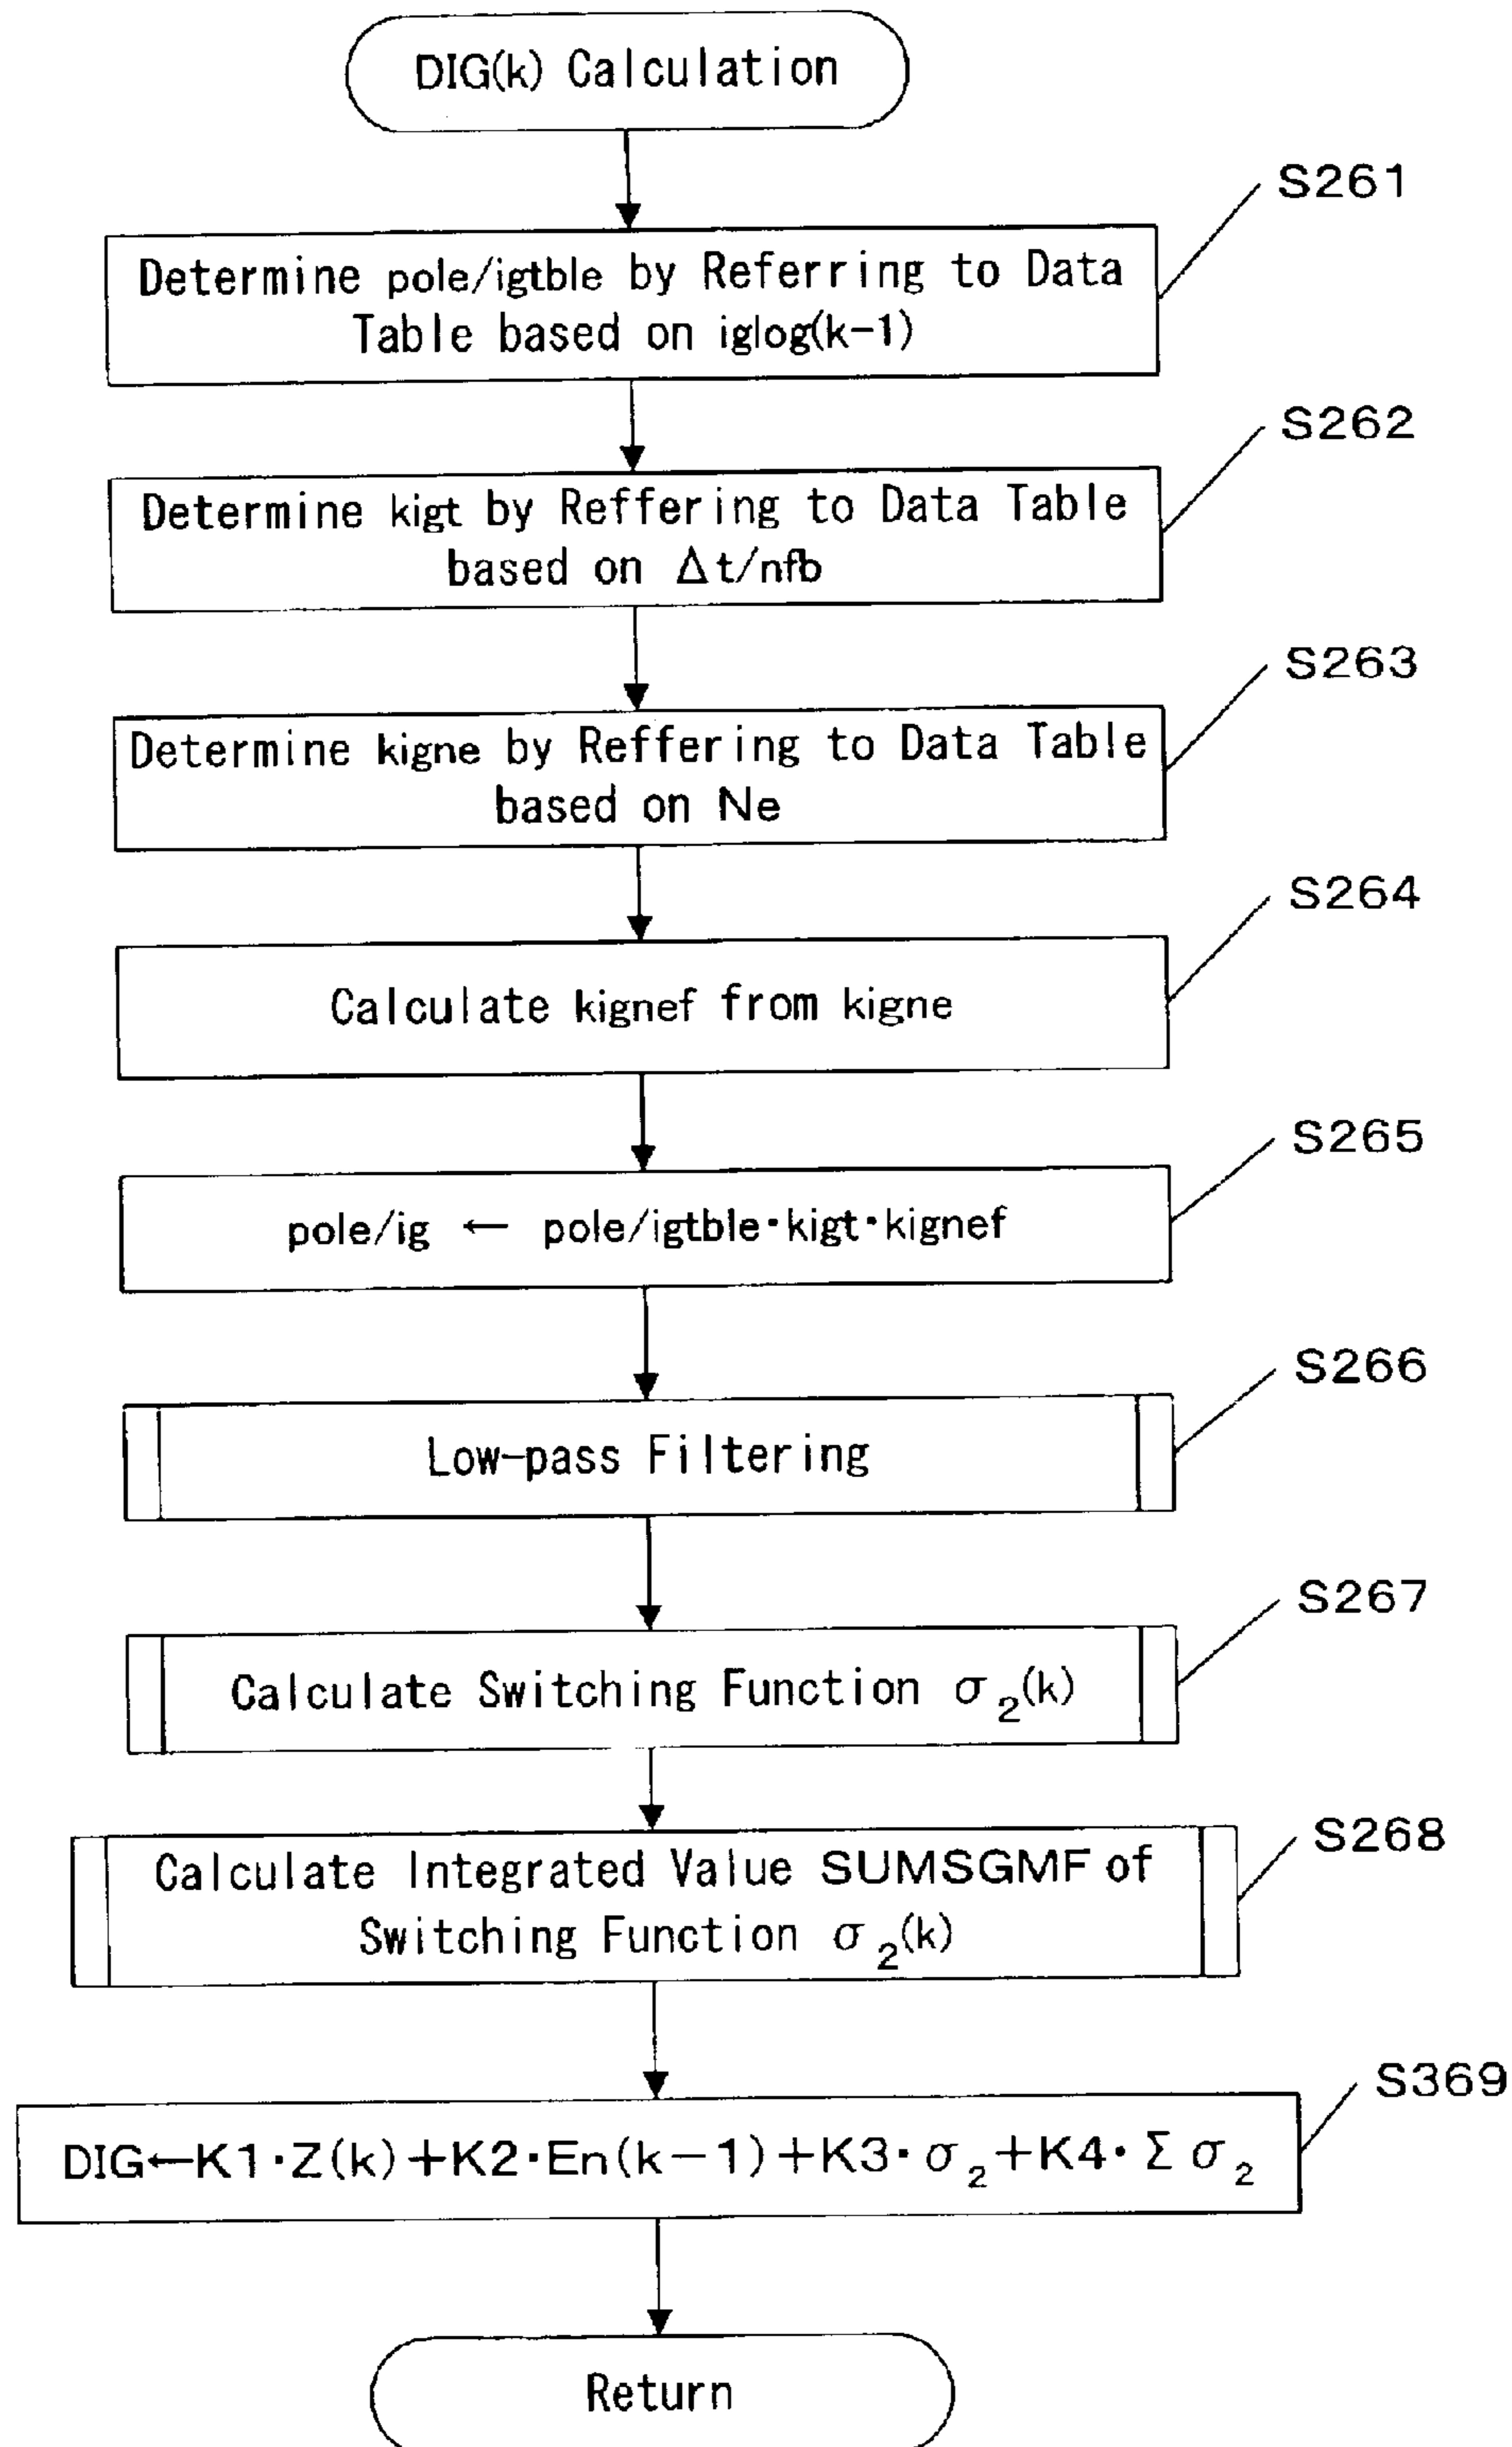 DIG(k) Calculation
S261
Determine pole/igtble by Referring to Data
Table based on iglog(k-1)
S262
Determine kigt by Reffering to Data Table
based on Δt/nfb
S263
Determine kigne by Reffering to Data Table
based on Ne
S264
Calculate kignef from kigne
S265
pole/ig ← pole/igtble·kigt·kignef
S266
Low-pass Filtering
S267
Calculate Switching Function σ₂(k)
S268
Calculate Integrated Value SUMSGMF of
Switching Function σ₂(k)
S369
DIG←K1·Z(k)+K2·En(k-1)+K3·σ₂+K4·Σσ₂
Return